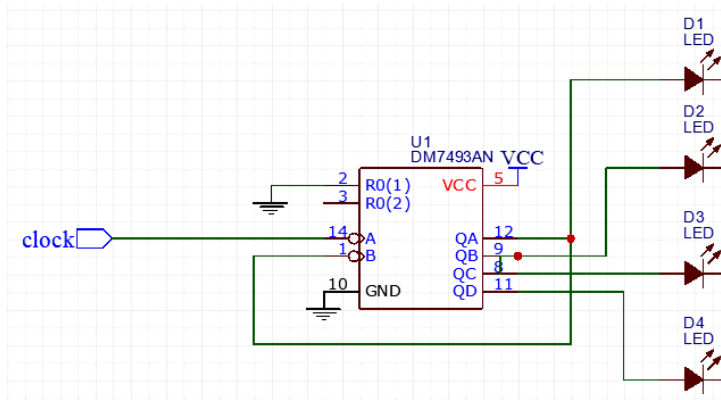 D1
LED
D2
LED
U1
DM7493AN VCC
2 R0(1) VCC 5
3 R0(2)
clock 14 A QA 12
1 B QB 9
QC 8
10 GND QD 11
D3
LED
D4
LED